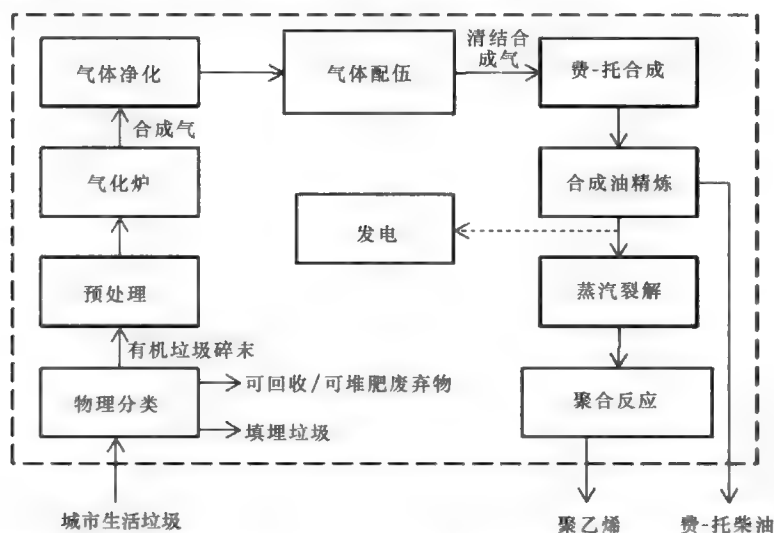 气体净化
气体配伍
清结合
成气
费-托合成
合成气
气化炉
合成油精炼
发电
预处理
蒸汽裂解
有机垃圾碎末
物理分类
可回收/可堆肥废弃物
填埋垃圾
聚合反应
城市生活垃圾
聚乙烯
费-托柴油